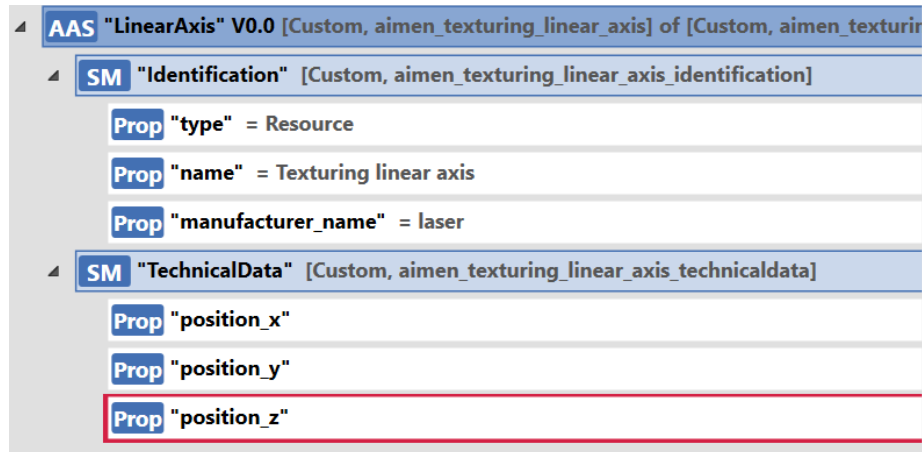 AAS "LinearAxis" V0.0 [Custom, aimen_texturing_linear_axis] of [Custom, aimen_texturin
SM "Identification" [Custom, aimen_texturing_linear_axis_identification]
Prop "type" = Resource
Prop "name" = Texturing linear axis
Prop "manufacturer_name" = laser
SM "TechnicalData" [Custom, aimen_texturing_linear_axis_technicaldata]
Prop "position_x"
Prop "position_y"
Prop "position_z"